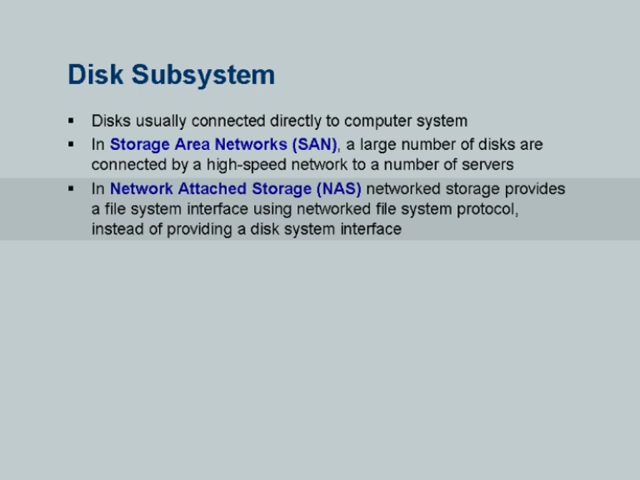 Disk Subsystem
▪ Disks usually connected directly to computer system
▪ In Storage Area Networks (SAN), a large number of disks are
connected by a high-speed network to a number of servers
▪ In Network Attached Storage (NAS) networked storage provides
a file system interface using networked file system protocol,
instead of providing a disk system interface